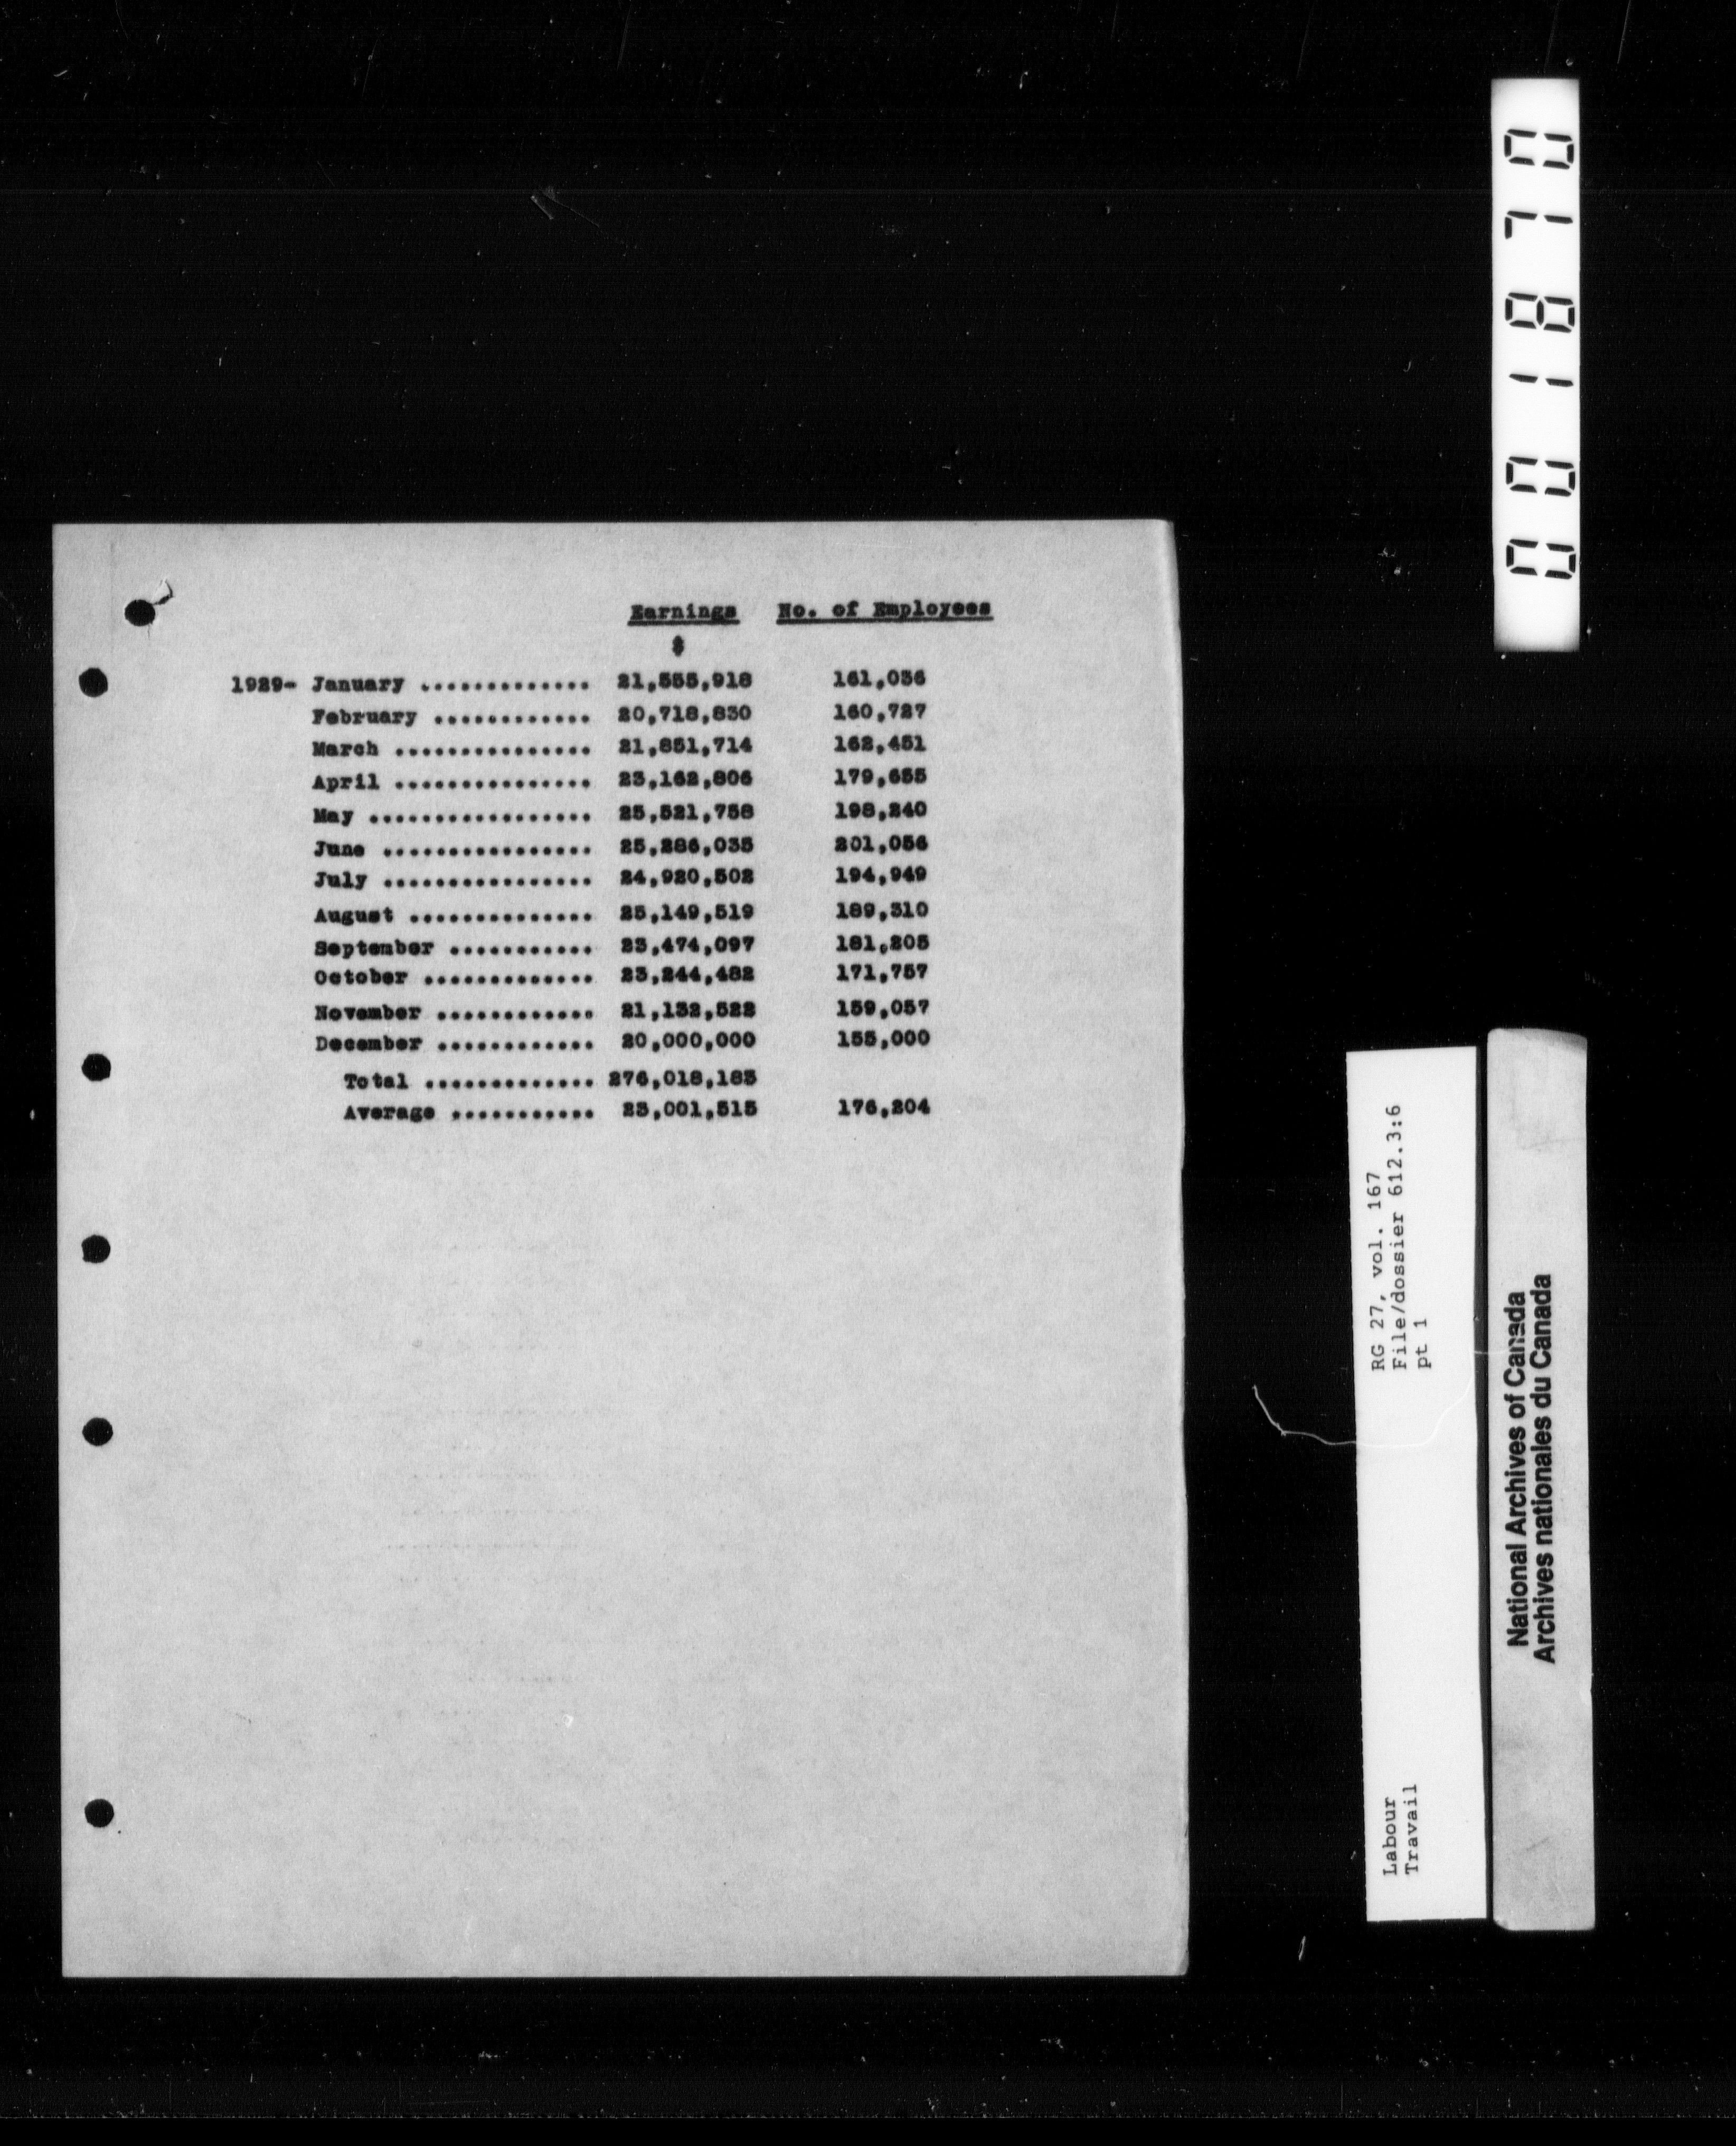 Earnings No. of Employees
$
1929- January ............. 21,555,918 161,036
February ............ 20,718,830 160,727
March ............... 21,851,714 162,451
April ............... 23,162,806 179,655
May ................. 25,521,758 198,240
June ................ 25,286,035 201,056
July ................ 24,920,502 194,949
August .............. 25,149,519 189,310
September ........... 23,474,097 181,205
October ............. 23,244,482 171,757
November ............ 21,132,522 159,057
December ............ 20,000,000 155,000
Total ............. 276,018,183
Average ........... 23,001,515 176,204
001870
RG 27, vol. 167
File/dossier 612.3:6
pt 1
Labour
Travail
National Archives of Canada
Archives nationales du Canada